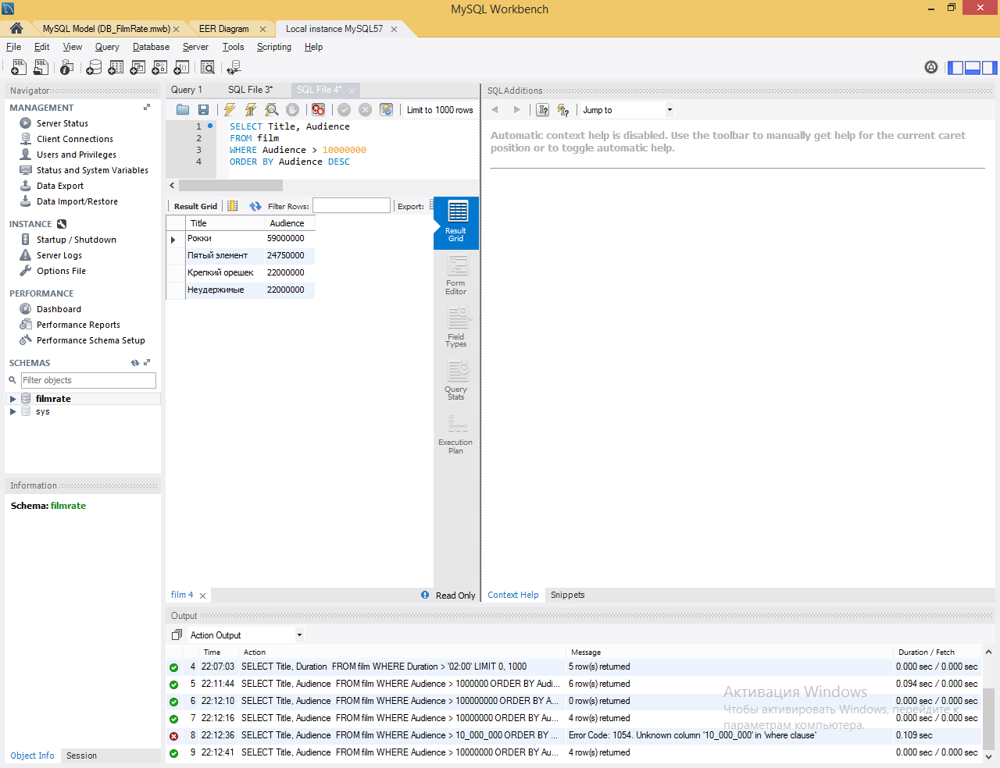 MySQL Workbench
MySQL Model (DB_FilmRate.mwb)
EER Diagram
Local instance MySQL57
File Edit View Query Database Server Tools Scripting Help
Navigator
MANAGEMENT
Server Status
Client Connections
Users and Privileges
Status and System Variables
Data Export
Data Import/Restore
INSTANCE
Startup / Shutdown
Server Logs
Options File
PERFORMANCE
Dashboard
Performance Reports
Performance Schema Setup
SCHEMAS
Filter objects
filmrate
sys
Information
Schema: filmrate
Object Info Session
Query 1 SQL File 3* SQL File 4*
Limit to 1000 rows
1 SELECT Title, Audience
2 FROM film
3 WHERE Audience > 10000000
4 ORDER BY Audience DESC
Result Grid Filter Rows: Export:
Title Audience
Рокки 59000000
Пятый элемент 24750000
Крепкий орешек 22000000
Неудержимые 22000000
Result
Grid
Form
Editor
Field
Types
Query
Stats
Execution
Plan
film 4 Read Only
SQLAdditions
Jump to
Automatic context help is disabled. Use the toolbar to manually get help for the current caret
position or to toggle automatic help.
Context Help Snippets
Output
Action Output
Time Action Message Duration / Fetch
4 22:07:03 SELECT Title, Duration FROM film WHERE Duration > '02:00' LIMIT 0, 1000 5 row(s) returned 0.000 sec / 0.000 sec
5 22:11:44 SELECT Title, Audience FROM film WHERE Audience > 1000000 ORDER BY Audi... 6 row(s) returned 0.094 sec / 0.000 sec
6 22:12:10 SELECT Title, Audience FROM film WHERE Audience > 100000000 ORDER BY A... 0 row(s) returned 0.000 sec / 0.000 sec
7 22:12:16 SELECT Title, Audience FROM film WHERE Audience > 10000000 ORDER BY Au... 4 row(s) returned 0.000 sec / 0.000 sec
8 22:12:36 SELECT Title, Audience FROM film WHERE Audience > 10_000_000 ORDER BY ... Error Code: 1054. Unknown column '10_000_000' in 'where clause' 0.109 sec
9 22:12:41 SELECT Title, Audience FROM film WHERE Audience > 10000000 ORDER BY Au... 4 row(s) returned 0.000 sec / 0.000 sec
Активация Windows
Чтобы активировать Windows, перейдите к
параметрам компьютера.